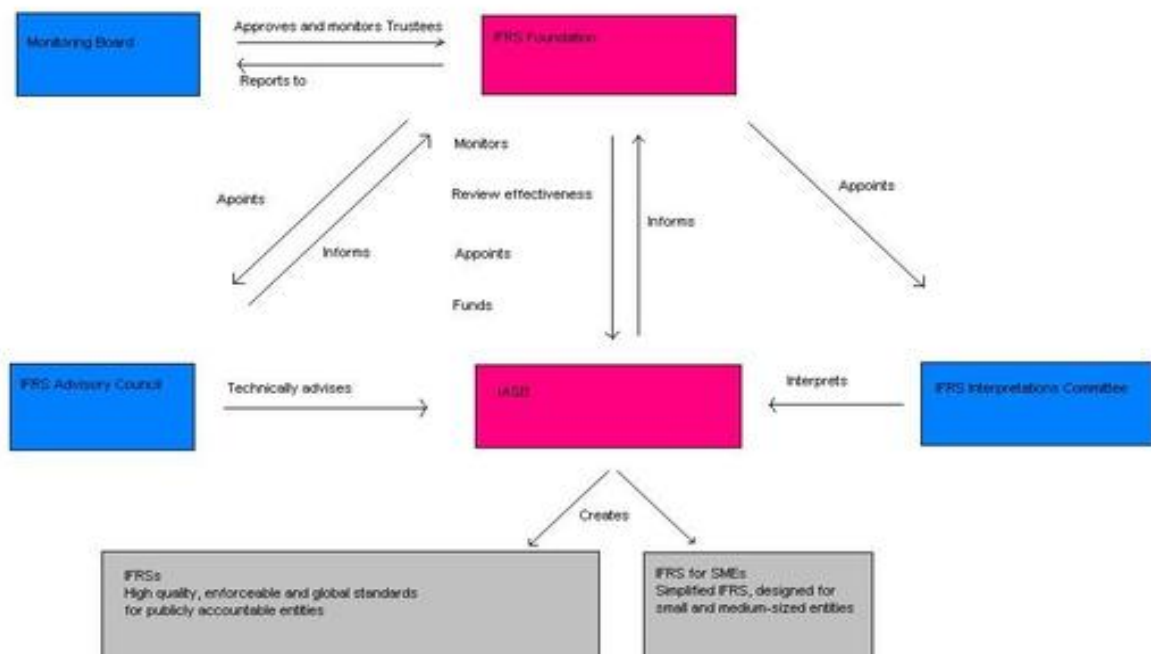 Monitoring Board
Approves and monitors Trustees
IFRS Foundation
Reports to
Monitors
Review effectiveness
Apoints
Informs
Appoints
Funds
Informs
Appoints
IFRS Advisory Council
Technically advises
IASB
Interprets
IFRS Interpretations Committee
Creates
IFRSs
High quality, enforceable and global standards
for publicly accountable entities
IFRS for SMEs
Simplified IFRS, designed for
small and medium-sized entities